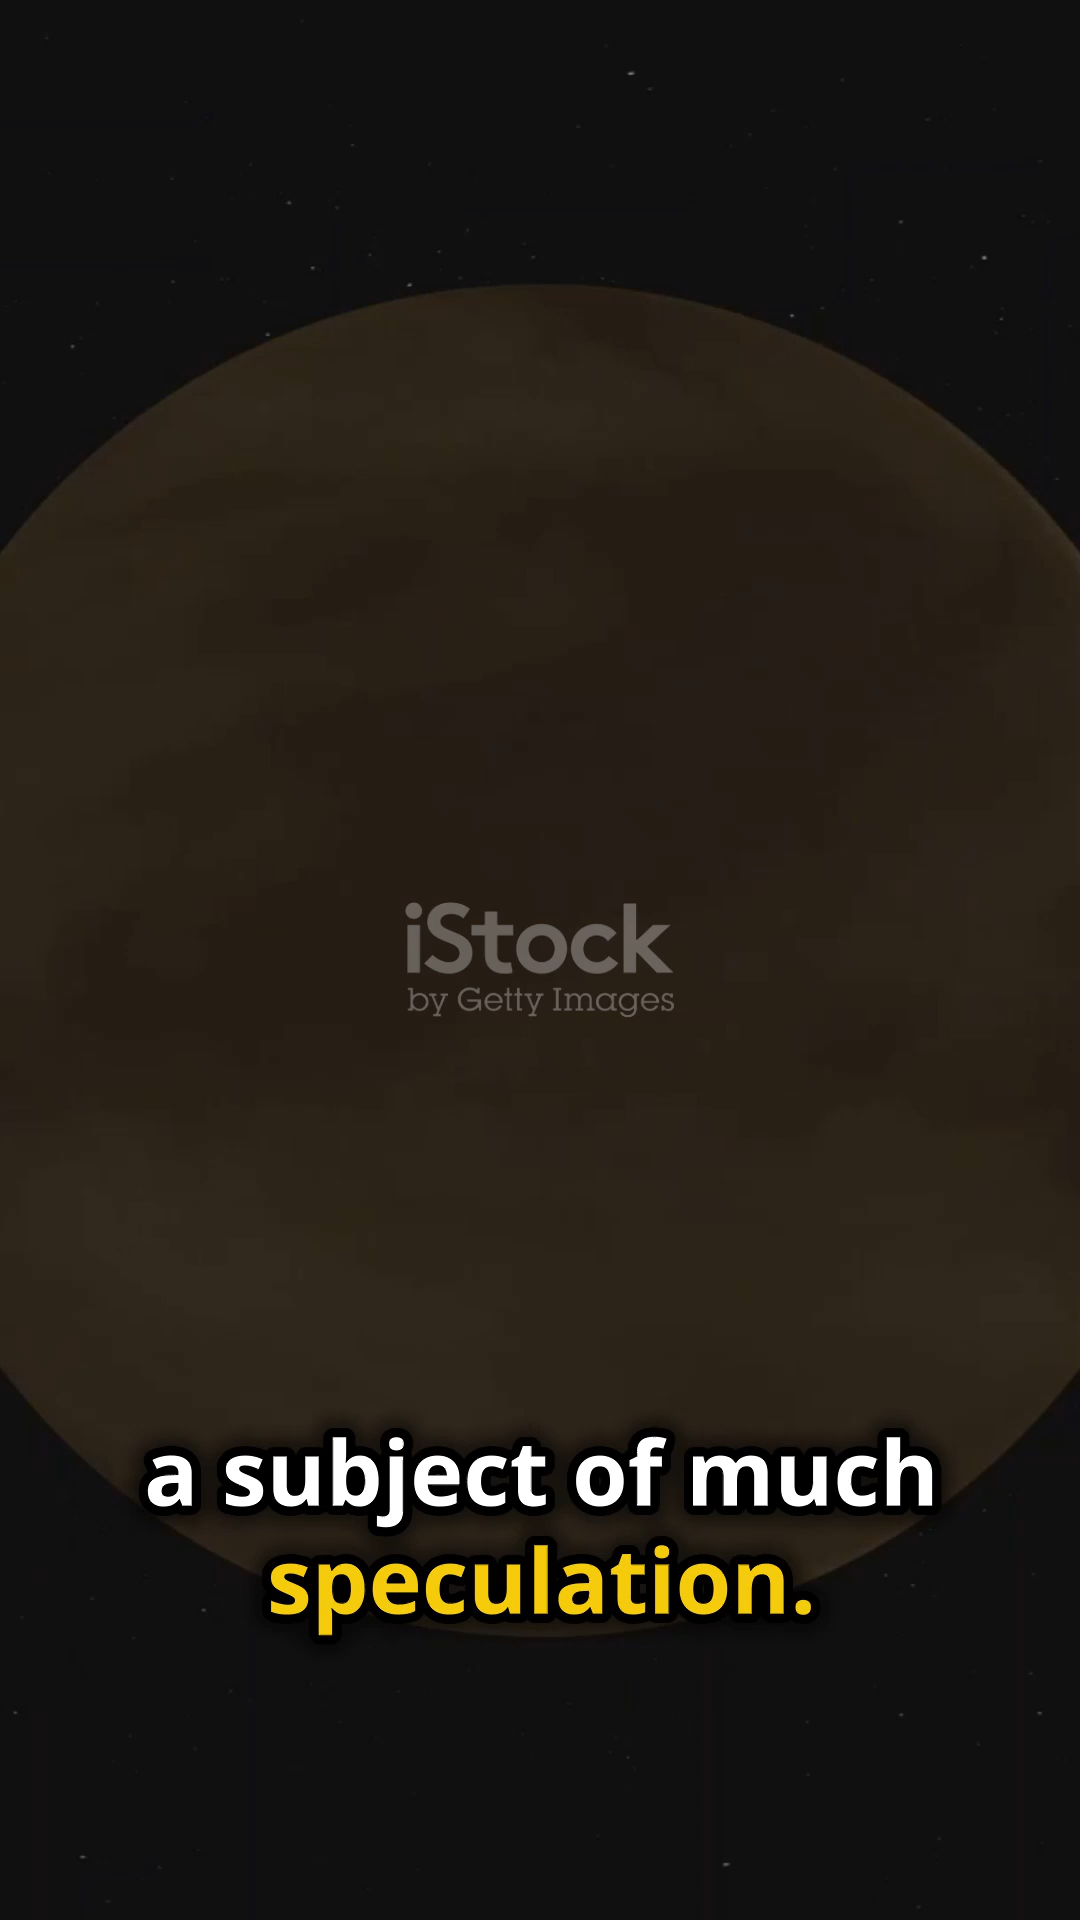 iStock
by Getty Images
a subject of much
speculation.